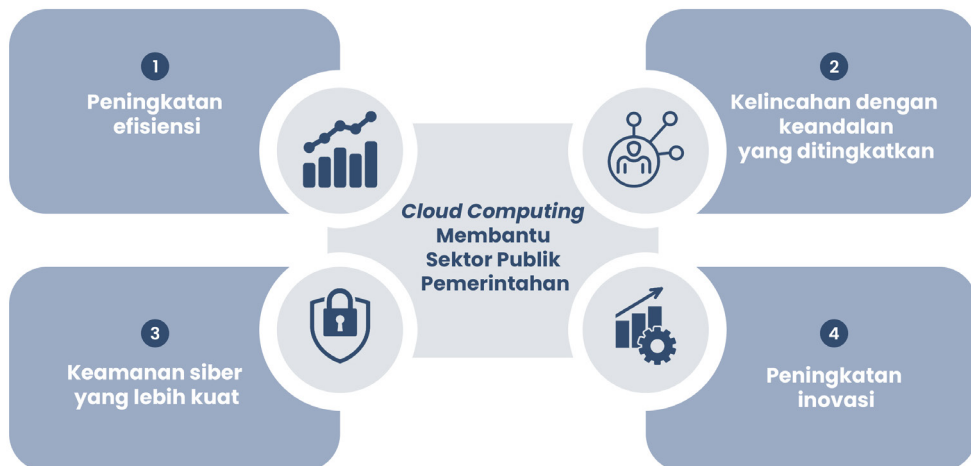 1
Peningkatan
efisiensi
2
Kelincahan dengan
keandalan
yang ditingkatkan
Cloud Computing
Membantu
Sektor Publik
Pemerintahan
3
Keamanan siber
yang lebih kuat
4
Peningkatan
inovasi